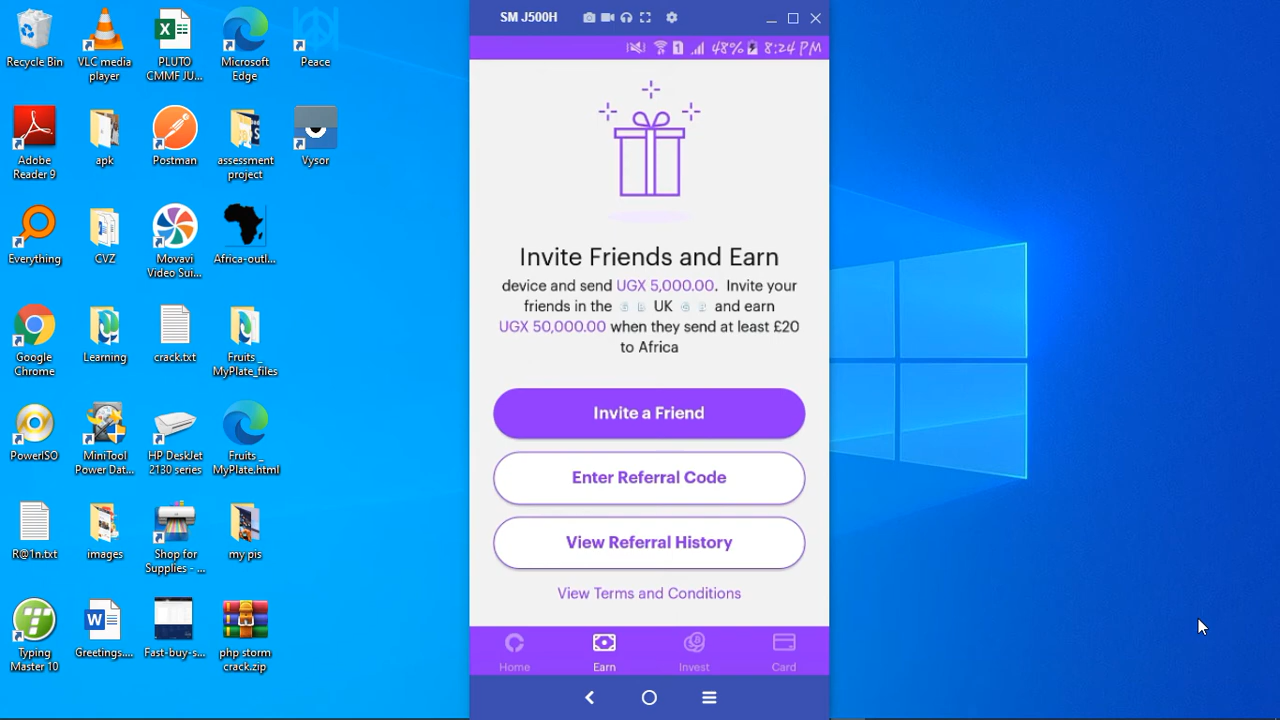 Recycle Bin
VLC media player
PLUTO CMMF JU...
Microsoft Edge
Peace
Adobe Reader 9
apk
Postman
assessment project
Vysor
Everything
CVZ
Movavi Video Sui...
Africa-outl...
Google Chrome
Learning
crack.txt
Fruits _ MyPlate_files
PowerISO
MiniTool Power Dat...
HP DeskJet 2130 series
Fruits _ MyPlate.html
R@1n.txt
images
Shop for Supplies - ...
my pis
Typing Master 10
Greetings....
Fast-buy-s...
php storm crack.zip
SM J500H
1 48% 8:24 PM
Invite Friends and Earn
device and send UGX 5,000.00. Invite your
friends in the UK and earn
UGX 50,000.00 when they send at least £20
to Africa
Invite a Friend
Enter Referral Code
View Referral History
View Terms and Conditions
Home Earn Invest Card